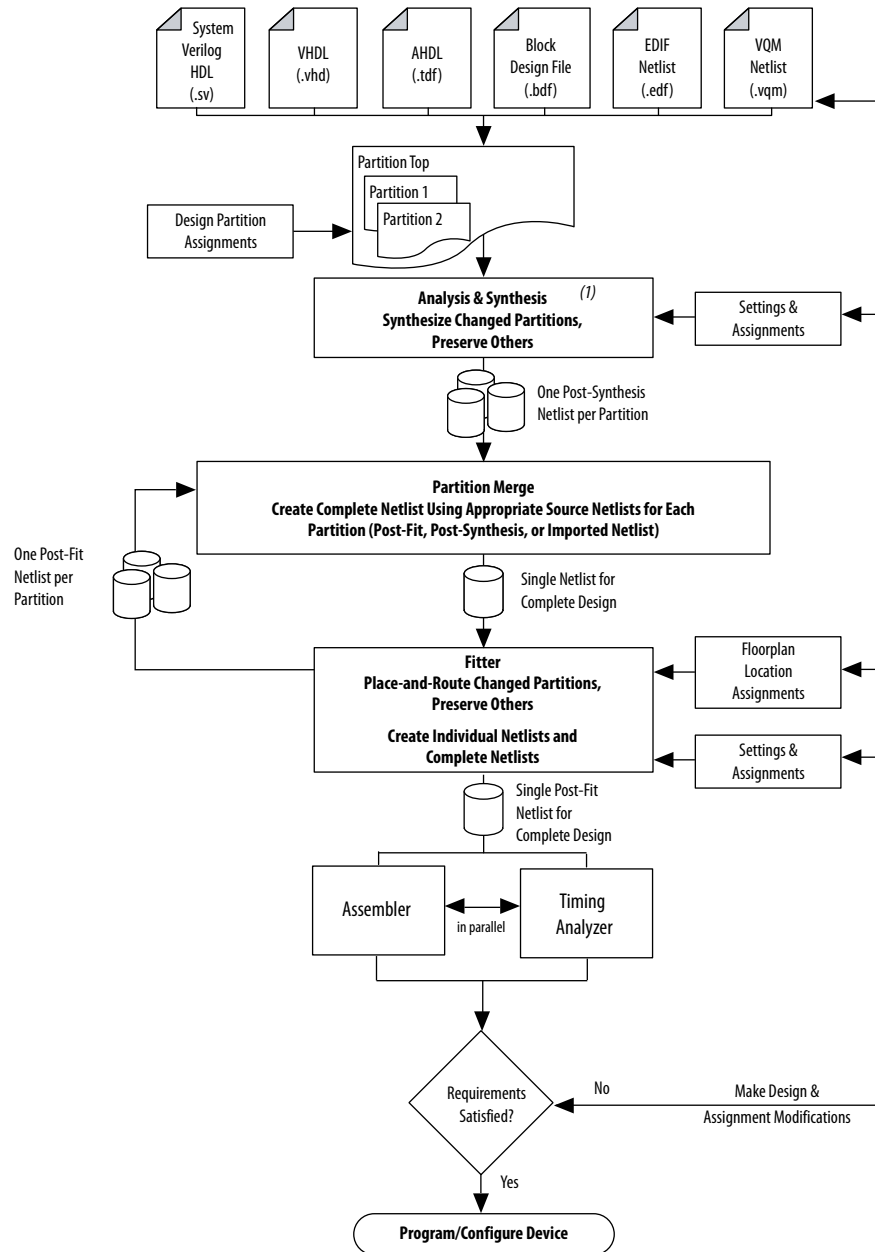 System
Verilog
HDL
(.sv)
VHDL
(.vhd)
AHDL
(.tdf)
Block
Design File
(.bdf)
EDIF
Netlist
(.edf)
VQM
Netlist
(.vqm)
Partition Top
Partition 1
Partition 2
Design Partition
Assignments
Analysis & Synthesis (1)
Synthesize Changed Partitions,
Preserve Others
Settings &
Assignments
One Post-Synthesis
Netlist per Partition
Partition Merge
Create Complete Netlist Using Appropriate Source Netlists for Each
Partition (Post-Fit, Post-Synthesis, or Imported Netlist)
One Post-Fit
Netlist per
Partition
Single Netlist for
Complete Design
Fitter
Place-and-Route Changed Partitions,
Preserve Others
Create Individual Netlists and
Complete Netlists
Floorplan
Location
Assignments
Settings &
Assignments
Single Post-Fit
Netlist for
Complete Design
Assembler
in parallel
Timing
Analyzer
Requirements
Satisfied?
No
Make Design &
Assignment Modifications
Yes
Program/Configure Device